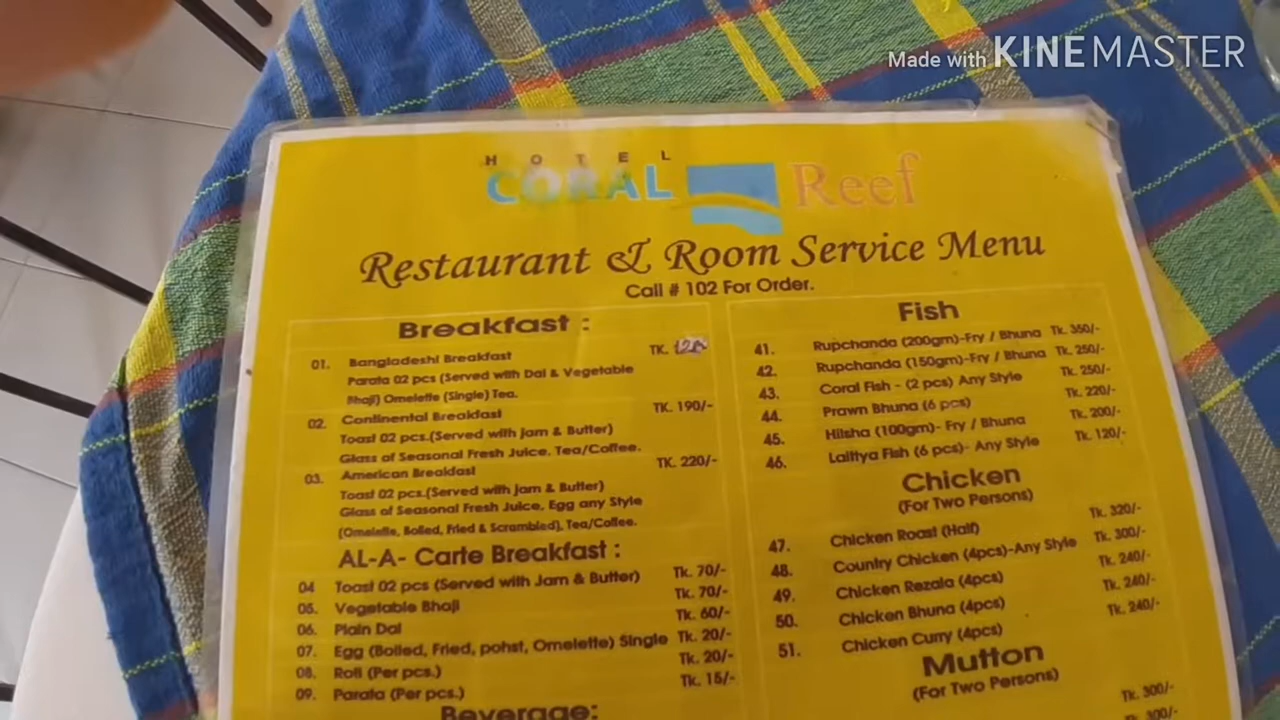 Made with KINEMASTER
HOTEL
CORAL Reef
Restaurant & Room Service Menu
Call # 102 For Order.
Breakfast :
01. Bangladeshi Breakfast TK. 120
Parata 02 pcs (Served with Dal & Vegetable
Bhaji) Omelette (Single) Tea.
02. Continental Breakfast TK. 190/-
Toast 02 pcs.(Served with Jam & Butter)
Glass of Seasonal Fresh Juice, Tea/Coffee.
03. American Breakfast TK. 220/-
Toast 02 pcs.(Served with Jam & Butter)
Glass of Seasonal Fresh Juice, Egg any Style
(Omelette, Boiled, Fried & Scrambled), Tea/Coffee.
AL-A- Carte Breakfast :
04 Toast 02 pcs (Served with Jam & Butter) Tk. 70/-
05. Vegetable Bhaji Tk. 70/-
06. Plain Dal Tk. 60/-
07. Egg (Boiled, Fried, pohst, Omelette) Single Tk. 20/-
08. Roti (Per pcs.) Tk. 20/-
09. Parata (Per pcs.) Tk. 15/-
Beverage:
Fish
41. Rupchanda (200gm)-Fry / Bhuna Tk. 350/-
42. Rupchanda (150gm)-Fry / Bhuna Tk. 250/-
43. Coral Fish - (2 pcs) Any Style Tk. 250/-
44. Prawn Bhuna (6 pcs) Tk. 220/-
45. Hilsha (100gm)- Fry / Bhuna Tk. 200/-
46. Laittya Fish (6 pcs)- Any Style Tk. 120/-
Chicken
(For Two Persons)
47. Chicken Roast (Half) Tk. 320/-
48. Country Chicken (4pcs)-Any Style Tk. 300/-
49. Chicken Rezala (4pcs) Tk. 240/-
50. Chicken Bhuna (4pcs) Tk. 240/-
51. Chicken Curry (4pcs) Tk. 240/-
Mutton
(For Two Persons)
Tk. 300/-
300/-